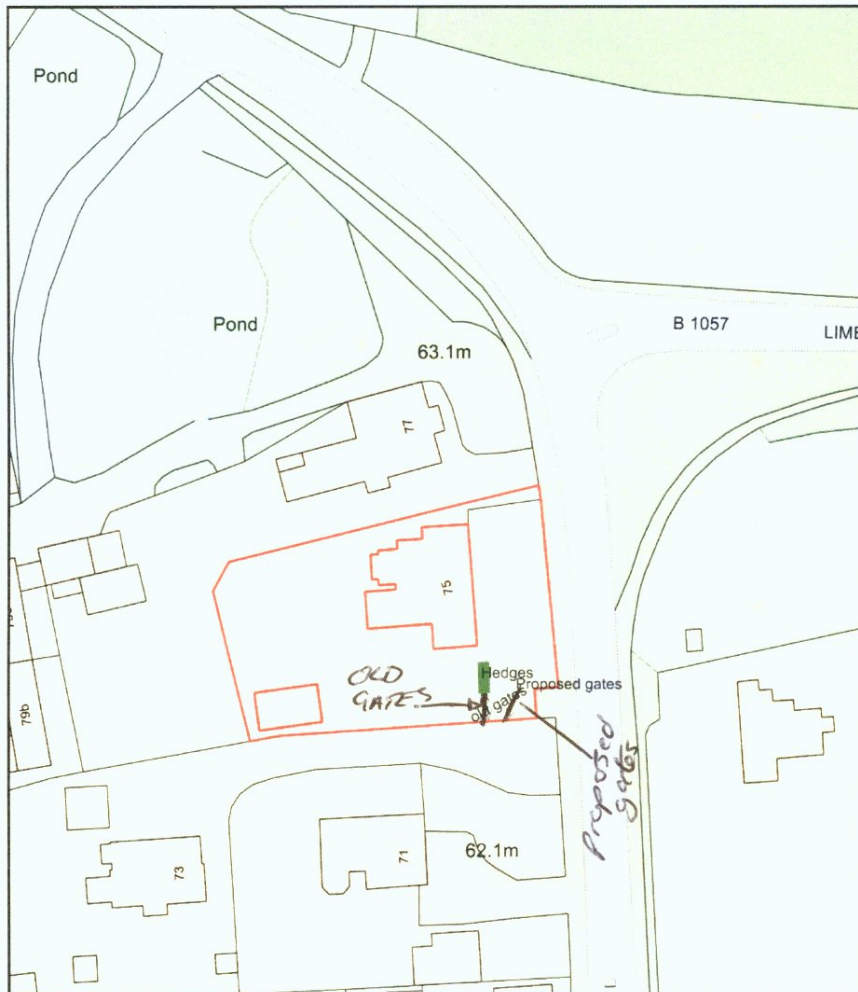 Pond
Pond
B 1057
LIME
63.1m
77
75
Hedges
Proposed gates
old gates
OLD
GATES
Proposed
gates
79b
62.1m
71
73
L